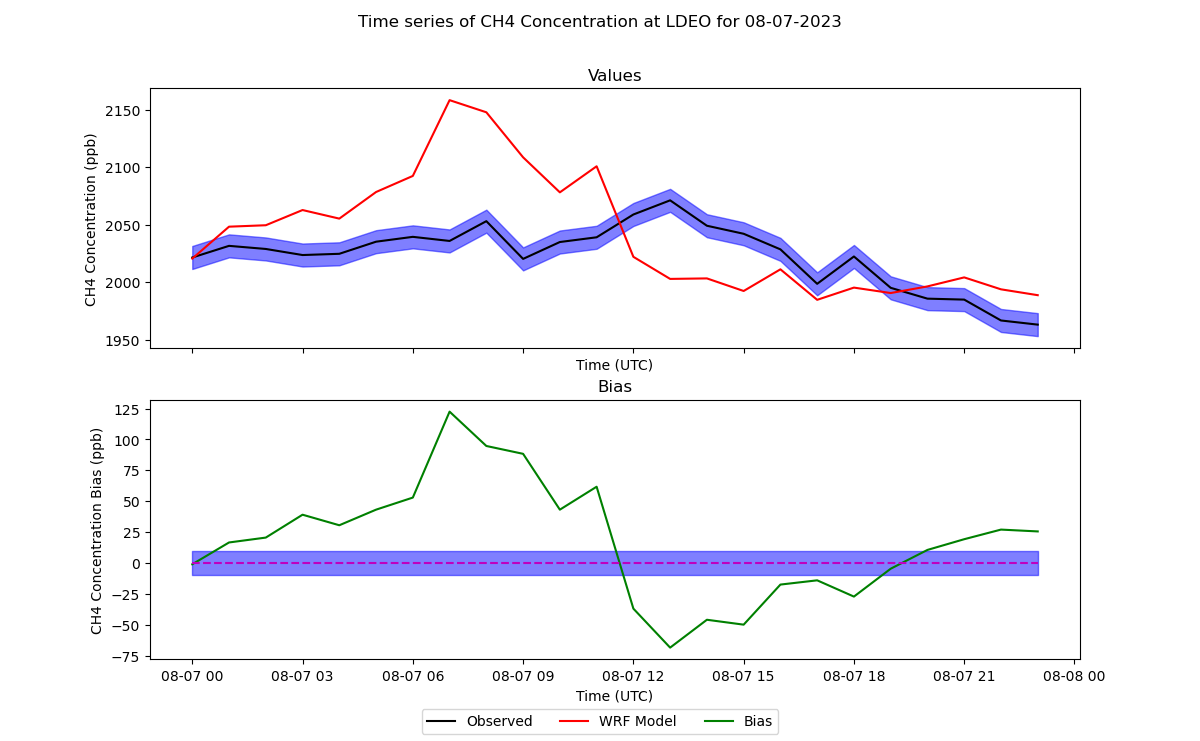 Time series of CH4 Concentration at LDEO for 08-07-2023
Values
CH4 Concentration (ppb)
2150
2100
2050
2000
1950
Time (UTC)
Bias
CH4 Concentration Bias (ppb)
125
100
75
50
25
0
−25
−50
−75
08-07 00 08-07 03 08-07 06 08-07 09 08-07 12 08-07 15 08-07 18 08-07 21 08-08 00
Time (UTC)
Observed WRF Model Bias